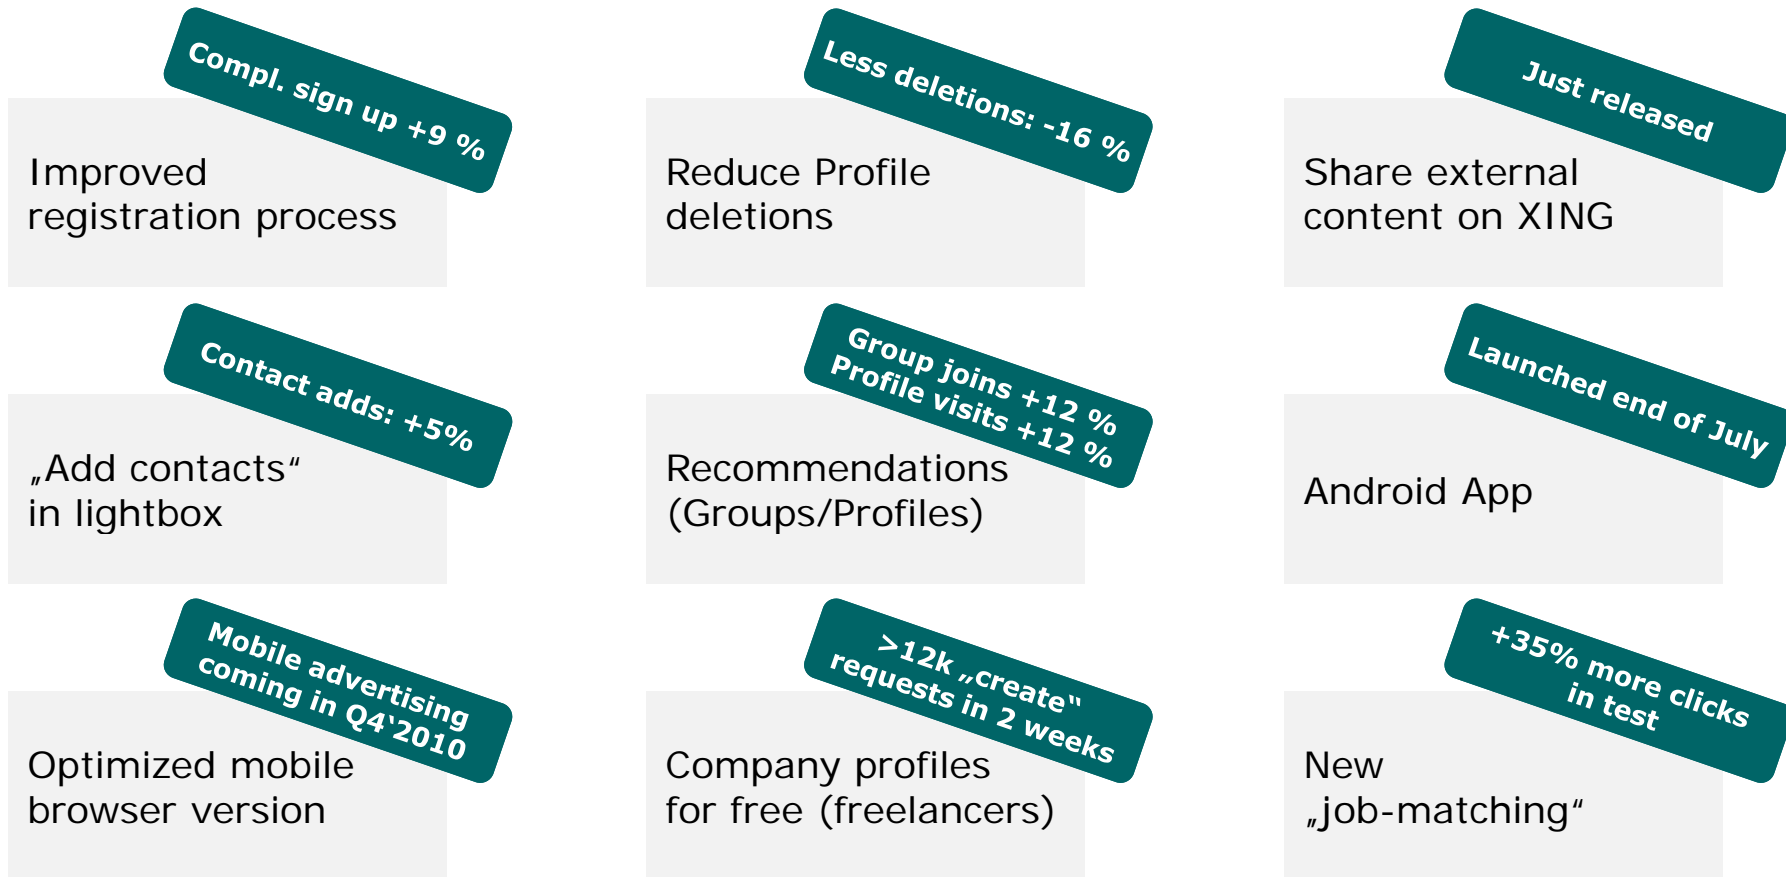 Compl. sign up +9 %
Improved
registration process
Less deletions: -16 %
Reduce Profile
deletions
Just released
Share external
content on XING
Contact adds: +5%
„Add contacts“
in lightbox
Group joins +12 %
Profile visits +12 %
Recommendations
(Groups/Profiles)
Launched end of July
Android App
Mobile advertising
coming in Q4‘2010
Optimized mobile
browser version
>12k „create“
requests in 2 weeks
Company profiles
for free (freelancers)
+35% more clicks
in test
New
„job-matching“